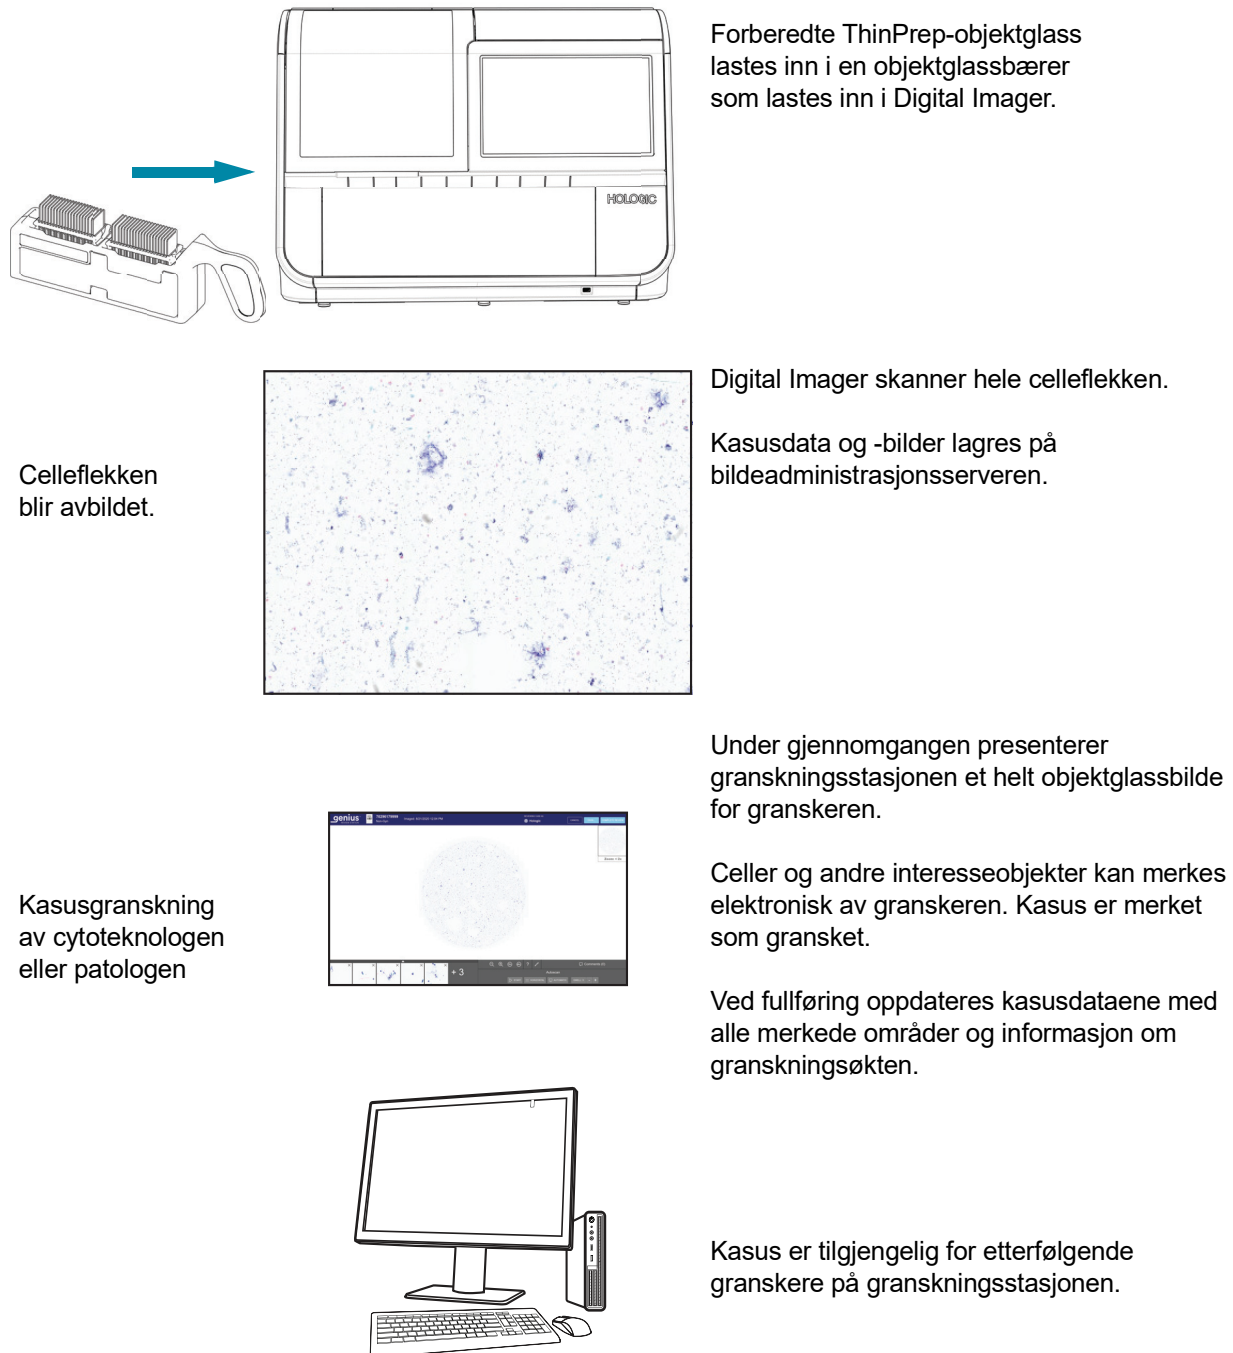 Forberedte ThinPrep-objektglass
lastes inn i en objektglassbærer
som lastes inn i Digital Imager.
HOLOGIC
Digital Imager skanner hele celleflekken.
Kasusdata og -bilder lagres på
bildeadministrasjonsserveren.
Celleflekken
blir avbildet.
Under gjennomgangen presenterer
granskningsstasjonen et helt objektglassbilde
for granskeren.
genius
+ 3
Celler og andre interesseobjekter kan merkes
elektronisk av granskeren. Kasus er merket
som gransket.
Kasusgranskning
av cytoteknologen
eller patologen
Ved fullføring oppdateres kasusdataene med
alle merkede områder og informasjon om
granskningsøkten.
Kasus er tilgjengelig for etterfølgende
granskere på granskningsstasjonen.